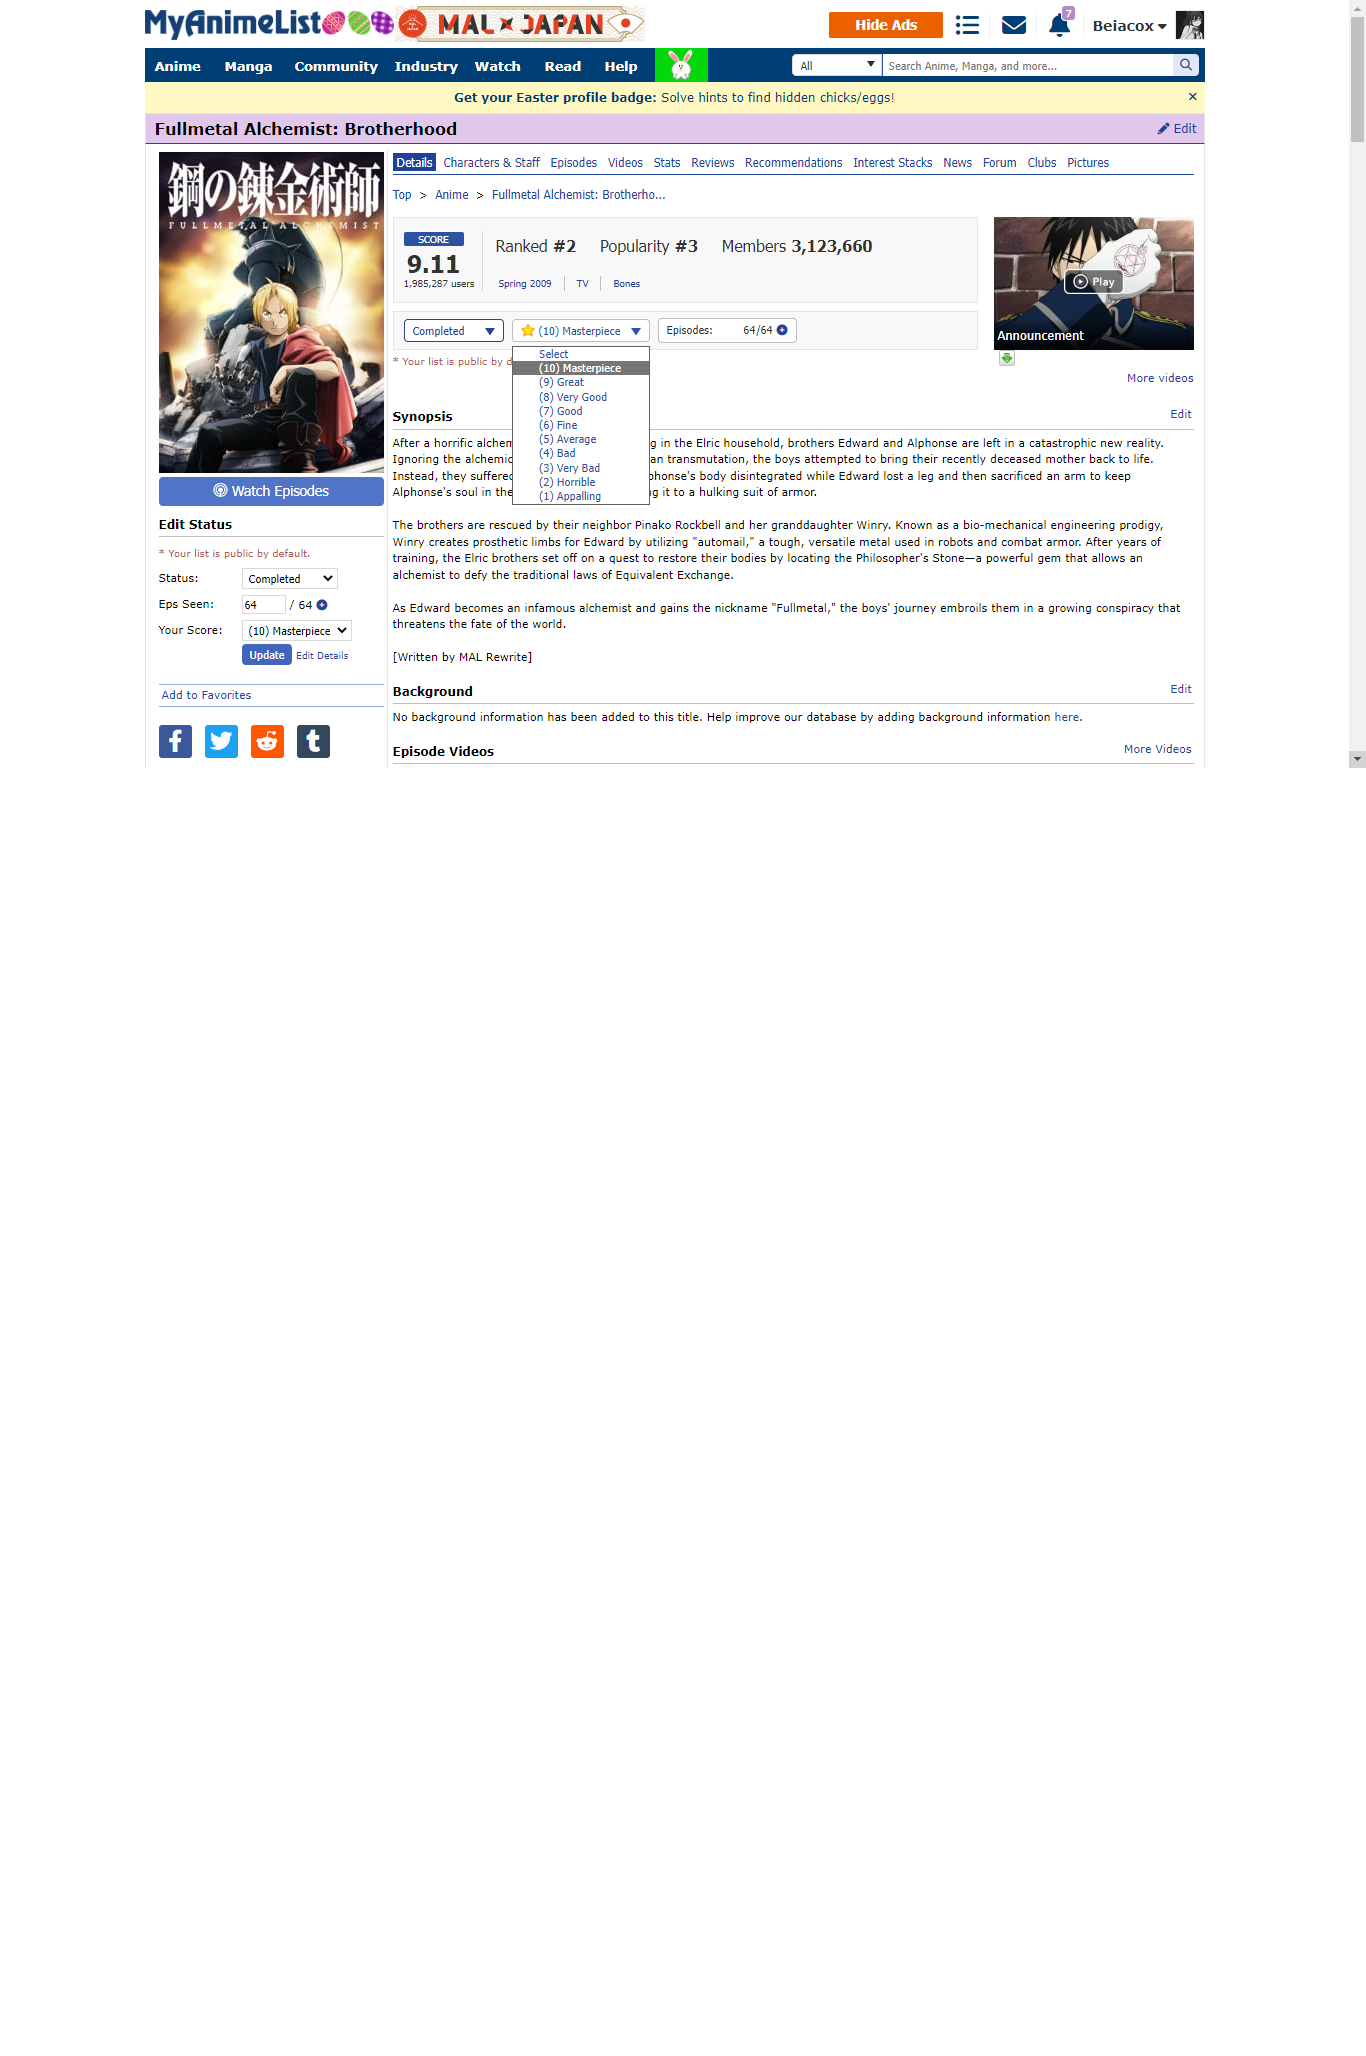 MyAnimeList
MAL × JAPAN
Hide Ads
7
Beiacox
Anime Manga Community Industry Watch Read Help
All
Search Anime, Manga, and more...
Get your Easter profile badge: Solve hints to find hidden chicks/eggs! ×
Fullmetal Alchemist: Brotherhood
Edit
鋼の錬金術師
FULLMETAL ALCHEMIST
Watch Episodes
Edit Status
* Your list is public by default.
Status: Completed
Eps Seen: 64 / 64
Your Score: (10) Masterpiece
Update Edit Details
Add to Favorites
Details Characters & Staff Episodes Videos Stats Reviews Recommendations Interest Stacks News Forum Clubs Pictures
Top > Anime > Fullmetal Alchemist: Brotherho...
SCORE
9.11
1,985,287 users
Ranked #2 Popularity #3 Members 3,123,660
Spring 2009 TV Bones
Completed
(10) Masterpiece
Episodes: 64/64
* Your list is public by d
Select
(10) Masterpiece
(9) Great
(8) Very Good
(7) Good
(6) Fine
(5) Average
(4) Bad
(3) Very Bad
(2) Horrible
(1) Appalling
Play
Announcement
More videos
Synopsis
Edit
After a horrific alchem g in the Elric household, brothers Edward and Alphonse are left in a catastrophic new reality.
Ignoring the alchemic an transmutation, the boys attempted to bring their recently deceased mother back to life.
Instead, they suffered phonse's body disintegrated while Edward lost a leg and then sacrificed an arm to keep
Alphonse's soul in the g it to a hulking suit of armor.
The brothers are rescued by their neighbor Pinako Rockbell and her granddaughter Winry. Known as a bio-mechanical engineering prodigy,
Winry creates prosthetic limbs for Edward by utilizing "automail," a tough, versatile metal used in robots and combat armor. After years of
training, the Elric brothers set off on a quest to restore their bodies by locating the Philosopher's Stone—a powerful gem that allows an
alchemist to defy the traditional laws of Equivalent Exchange.
As Edward becomes an infamous alchemist and gains the nickname "Fullmetal," the boys' journey embroils them in a growing conspiracy that
threatens the fate of the world.
[Written by MAL Rewrite]
Background
Edit
No background information has been added to this title. Help improve our database by adding background information here.
Episode Videos
More Videos